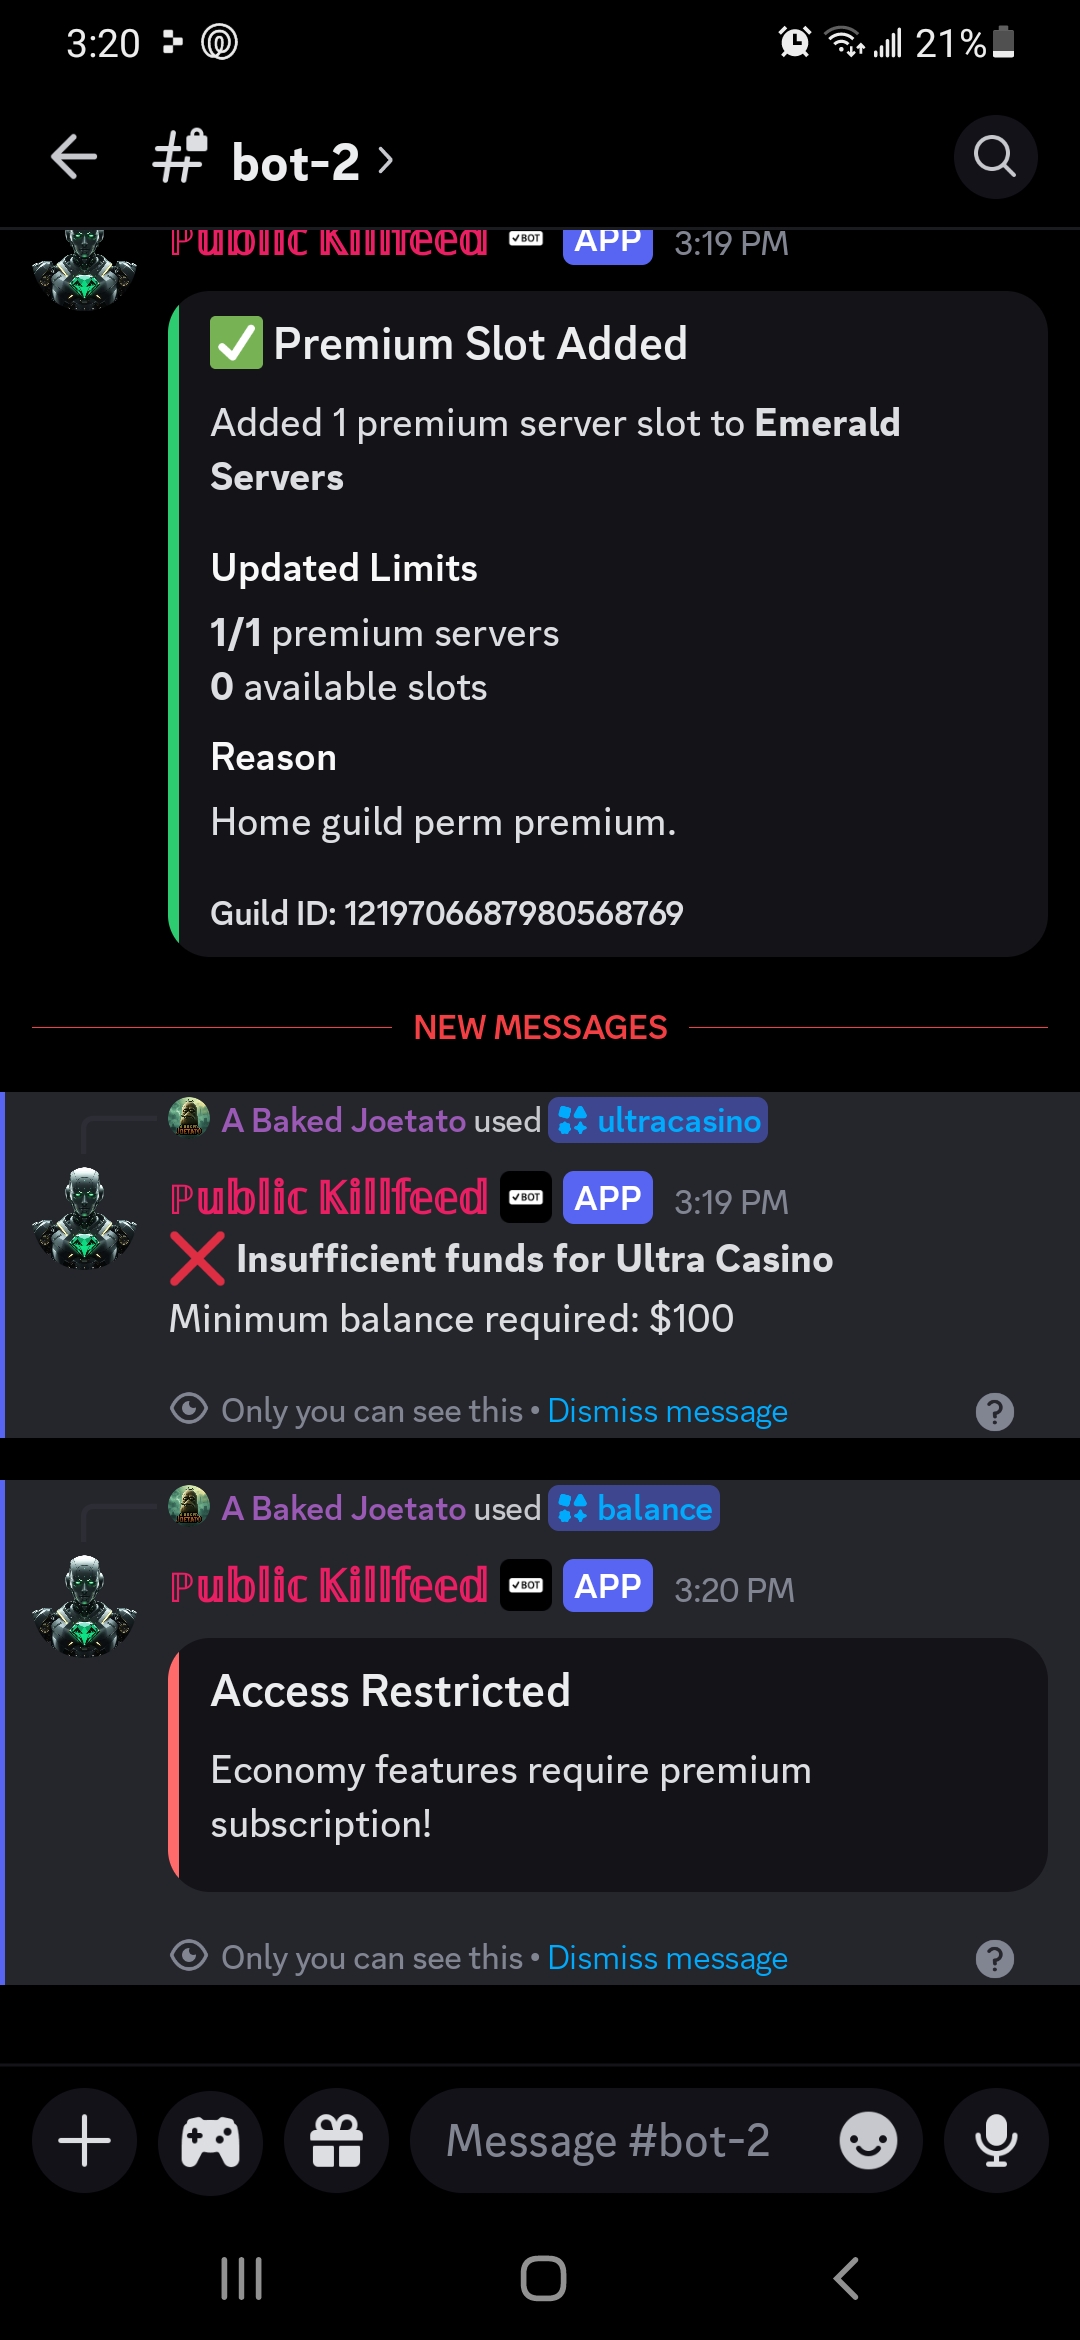 3:20 21%
bot-2
ℙublic Killfeed ✓BOT APP 3:19 PM
✅ Premium Slot Added
Added 1 premium server slot to Emerald
Servers
Updated Limits
1/1 premium servers
0 available slots
Reason
Home guild perm premium.
Guild ID: 1219706687980568769
NEW MESSAGES
A Baked Joetato used ultracasino
ℙublic Killfeed ✓BOT APP 3:19 PM
❌ Insufficient funds for Ultra Casino
Minimum balance required: $100
Only you can see this • Dismiss message
A Baked Joetato used balance
ℙublic Killfeed ✓BOT APP 3:20 PM
Access Restricted
Economy features require premium
subscription!
Only you can see this • Dismiss message
Message #bot-2